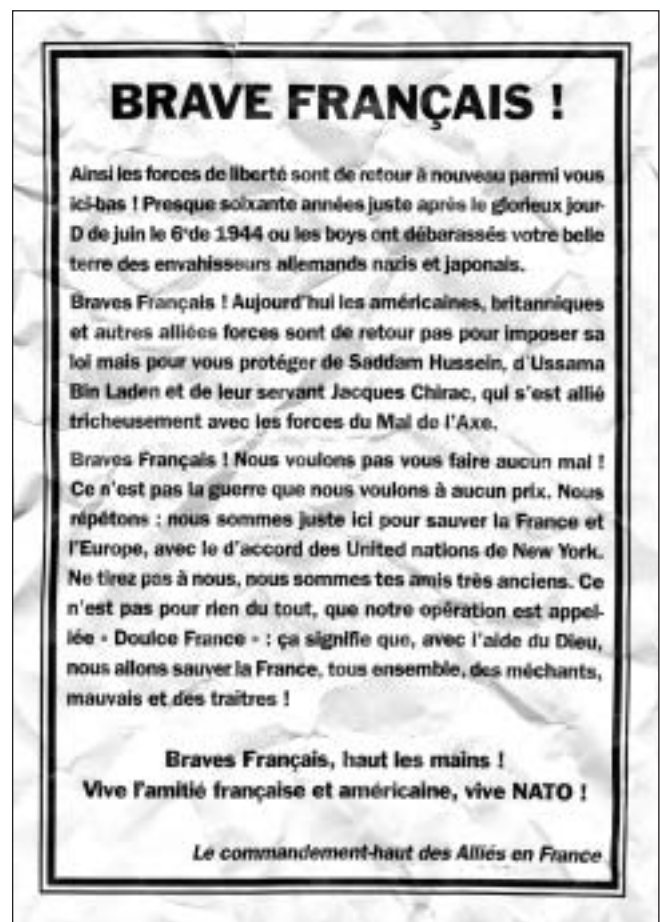 BRAVE FRANÇAIS !
Ainsi les forces de liberté sont de retour à nouveau parmi vous
ici-bas ! Presque soixante années juste après le glorieux jour-
D de juin le 6e de 1944 ou les boys ont débarassés votre belle
terre des envahisseurs allemands nazis et japonais.
Braves Français ! Aujourd'hui les américaines, britanniques
et autres alliées forces sont de retour pas pour imposer sa
loi mais pour vous protéger de Saddam Hussein, d'Ussama
Bin Laden et de leur servant Jacques Chirac, qui s'est allié
tricheusement avec les forces du Mal de l'Axe.
Braves Français ! Nous voulons pas vous faire aucun mal !
Ce n'est pas la guerre que nous voulons à aucun prix. Nous
répétons : nous sommes juste ici pour sauver la France et
l'Europe, avec le d'accord des United nations de New York.
Ne tirez pas à nous, nous sommes tes amis très anciens. Ce
n'est pas pour rien du tout, que notre opération est appel-
lée « Doulce France » : ça signifie que, avec l'aide du Dieu,
nous allons sauver la France, tous ensemble, des méchants,
mauvais et des traîtres !
Braves Français, haut les mains !
Vive l'amitié française et américaine, vive NATO !
Le commandement-haut des Alliés en France